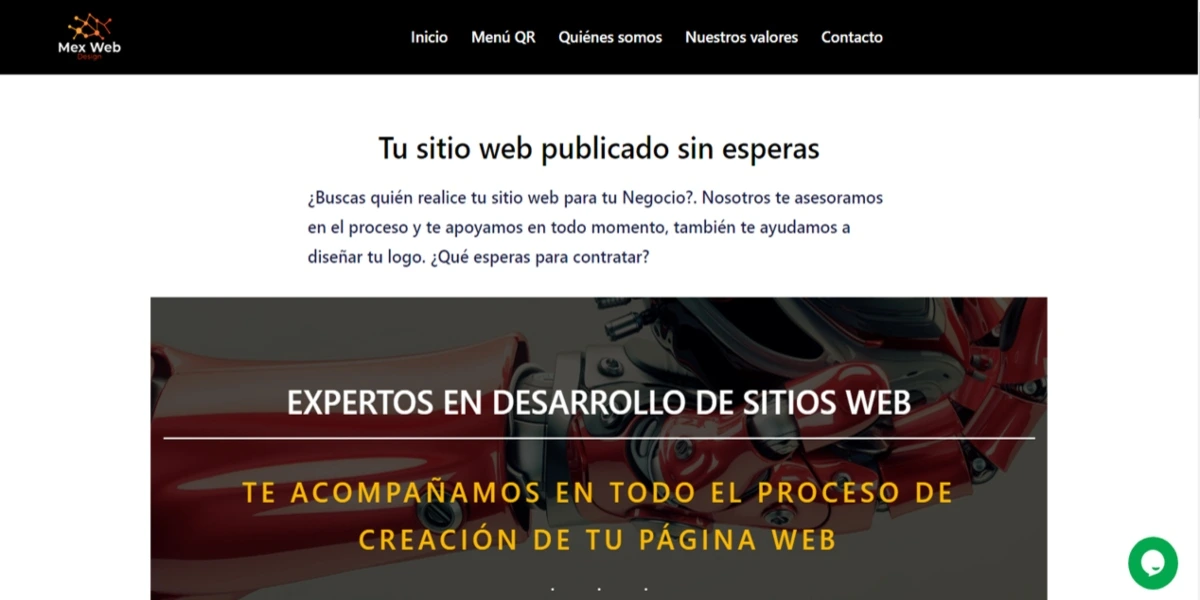 Mex Web
Design
Inicio Menú QR Quiénes somos Nuestros valores Contacto
Tu sitio web publicado sin esperas
¿Buscas quién realice tu sitio web para tu Negocio?. Nosotros te asesoramos
en el proceso y te apoyamos en todo momento, también te ayudamos a
diseñar tu logo. ¿Qué esperas para contratar?
EXPERTOS EN DESARROLLO DE SITIOS WEB
TE ACOMPAÑAMOS EN TODO EL PROCESO DE
CREACIÓN DE TU PÁGINA WEB